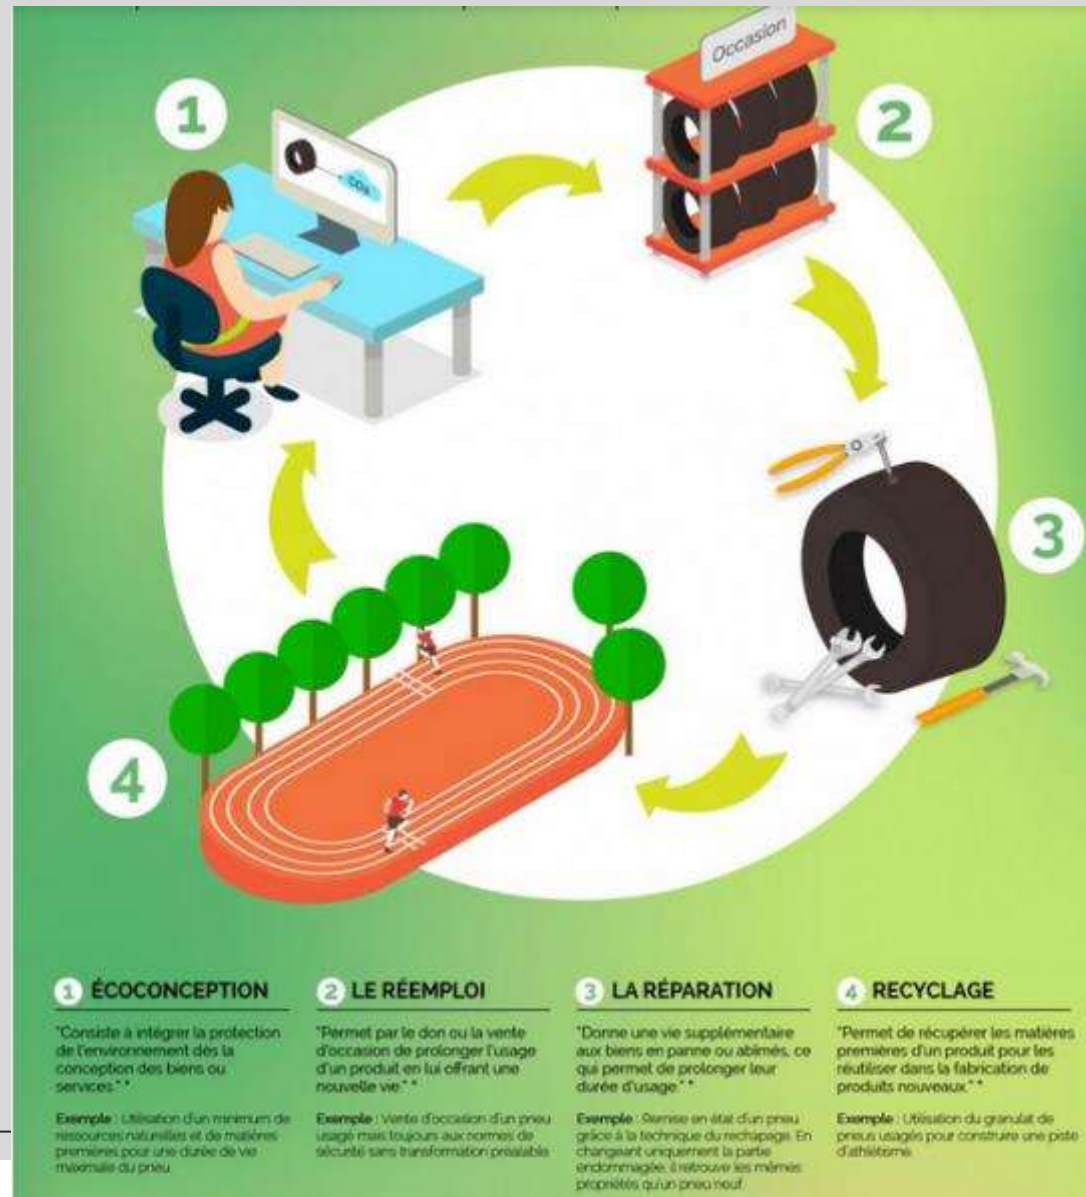 Occasion
1
2
CO2
3
4
1 ÉCOCONCEPTION
"Consiste à intégrer la protection
de l'environnement dès la
conception des biens ou
services." *
Exemple : Utilisation d'un minimum de
ressources naturelles et de matières
premières pour une durée de vie
maximale du pneu
2 LE RÉEMPLOI
"Permet par le don ou la vente
d'occasion de prolonger l'usage
d'un produit en lui offrant une
nouvelle vie." *
Exemple : Vente d'occasion d'un pneu
usagé mais toujours aux normes de
sécurité sans transformation préalable
3 LA RÉPARATION
"Donne une vie supplémentaire
aux biens en panne ou abîmés, ce
qui permet de prolonger leur
durée d'usage." *
Exemple : Remise en état d'un pneu
grâce à la technique du rechapage. En
changeant uniquement la partie
endommagée, il retrouve les mêmes
propriétés qu'un pneu neuf
4 RECYCLAGE
"Permet de récupérer les matières
premières d'un produit pour les
réutiliser dans la fabrication de
produits nouveaux." *
Exemple : Utilisation du granulat de
pneus usagés pour construire une piste
d'athlétisme